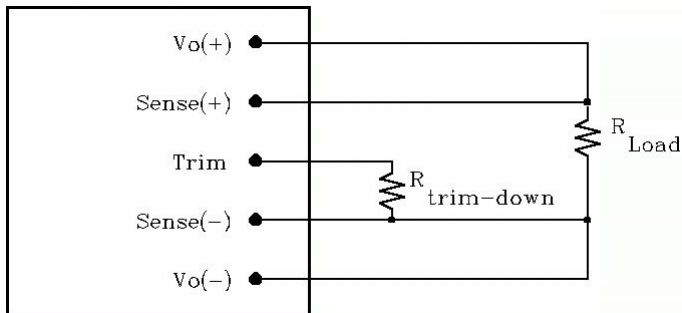 Vo(+)
Sense(+)
R
Load
Trim
R
trim-down
Sense(-)
Vo(-)